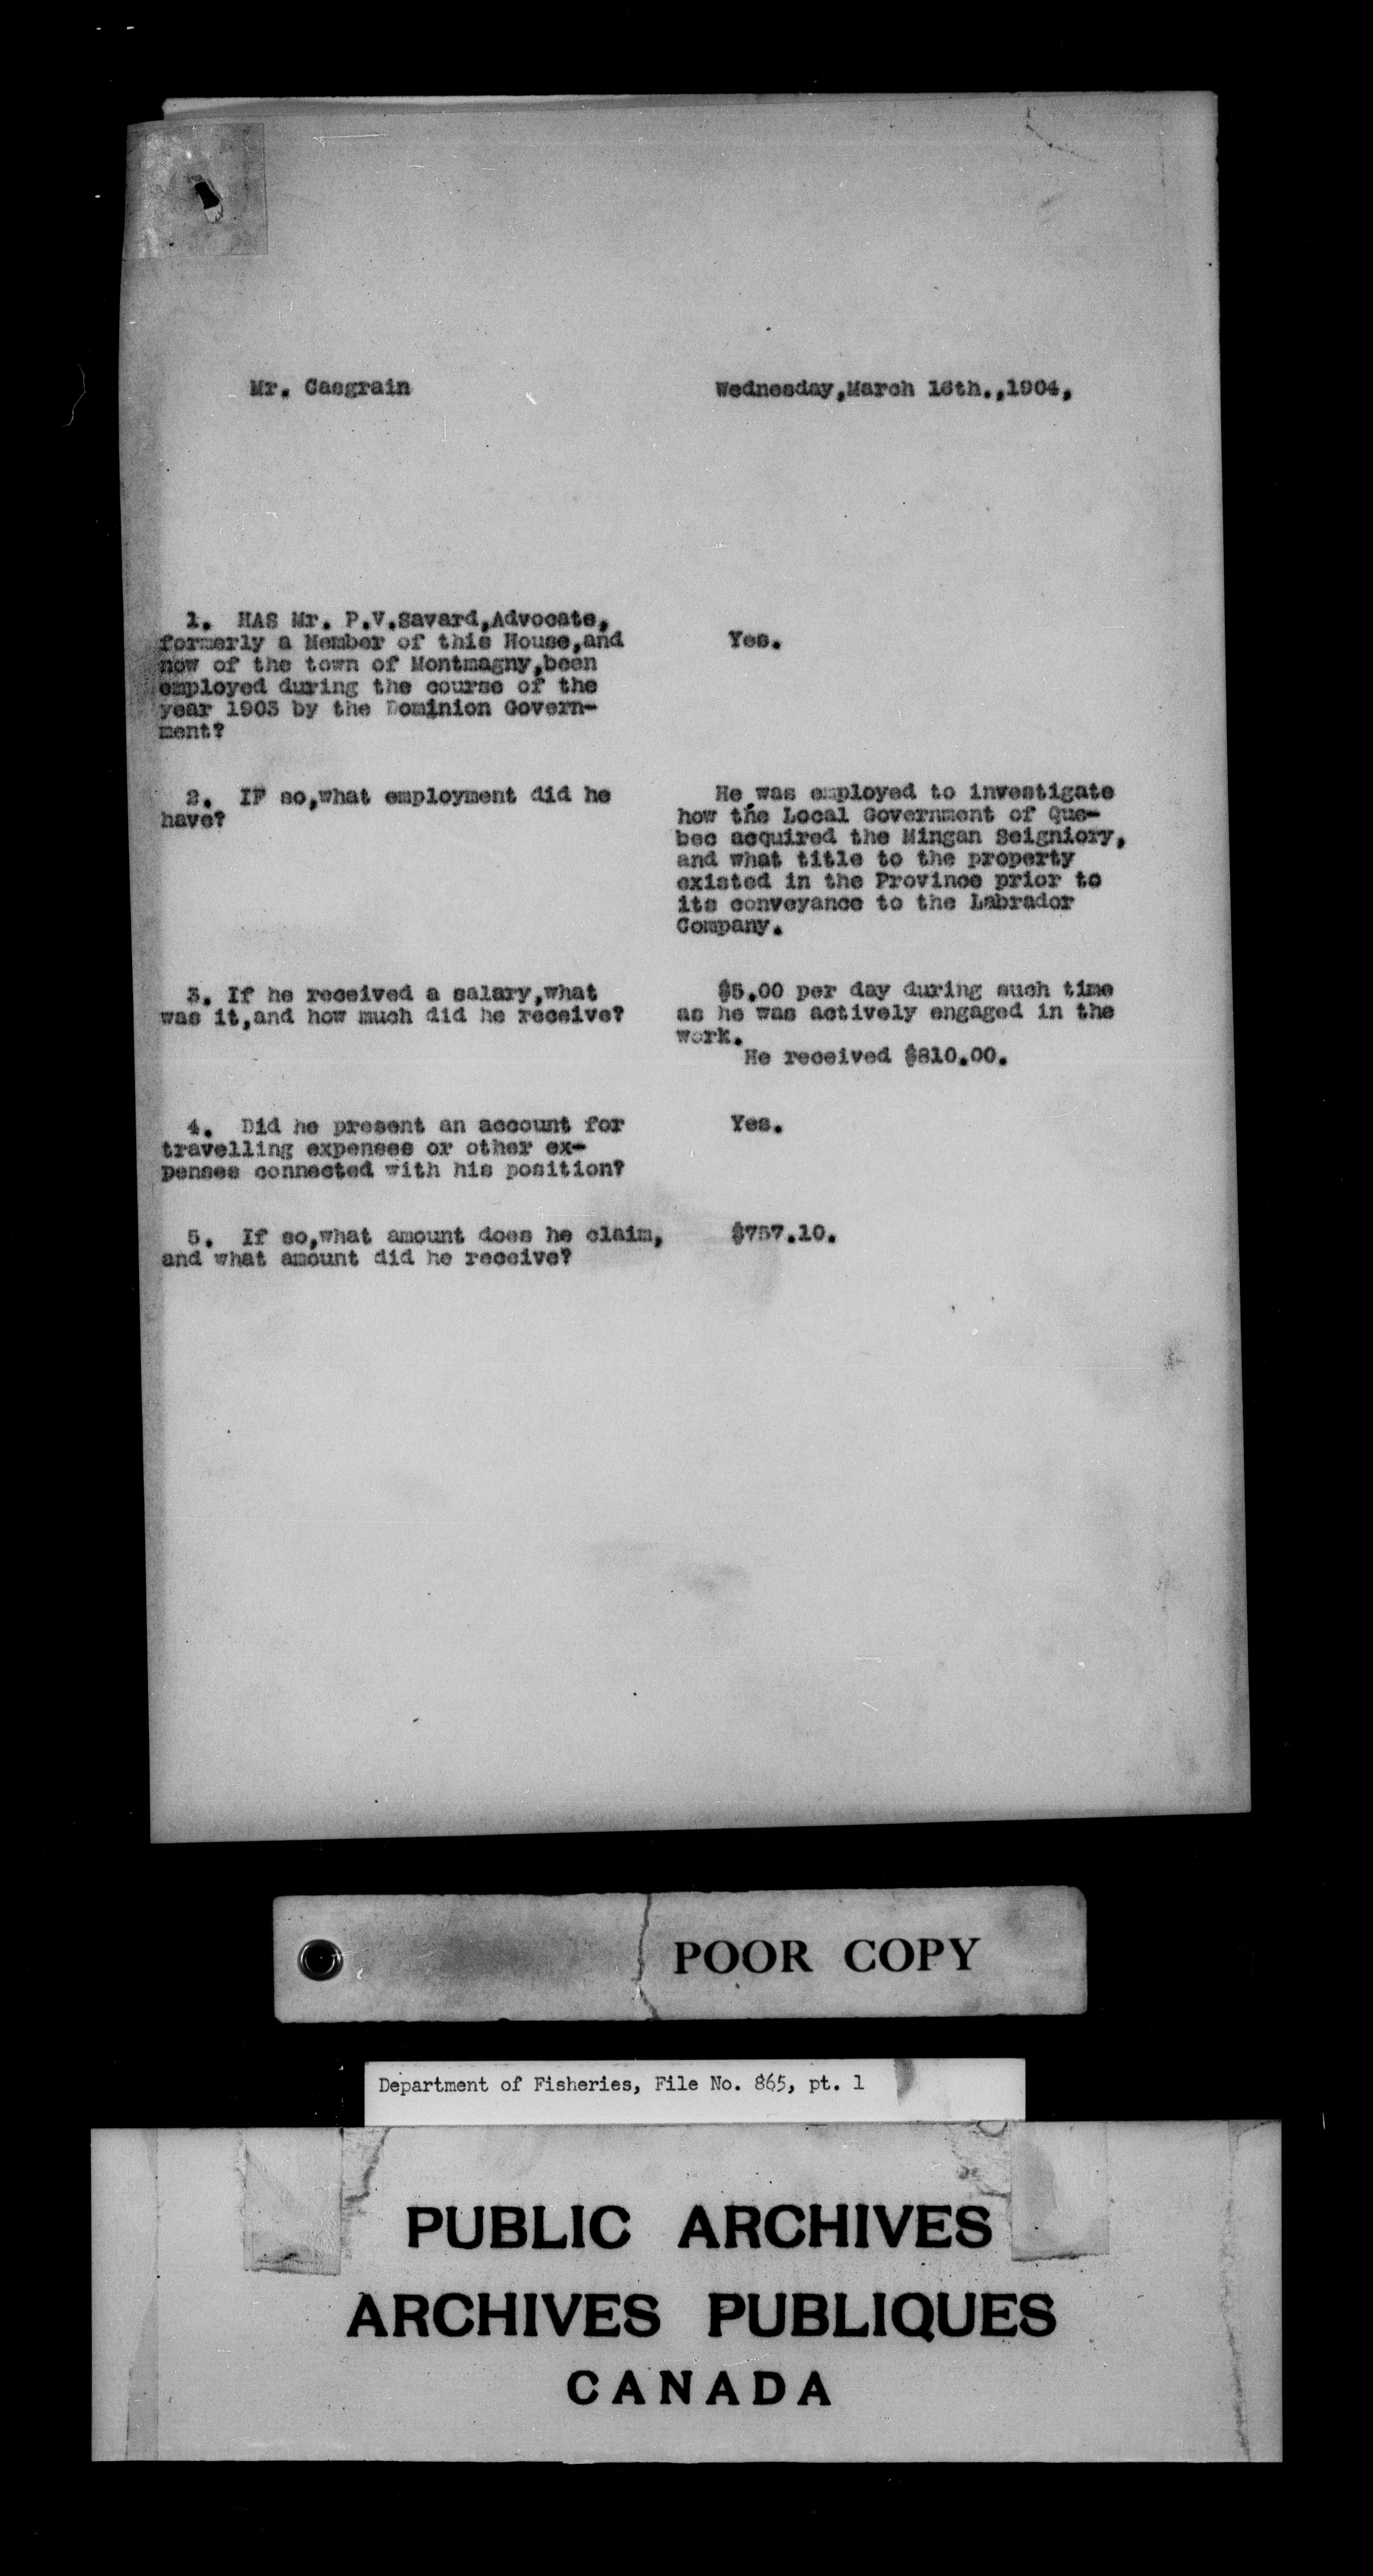 Mr. Casgrain
Wednesday,March 16th.,1904,
1. HAS Mr. P.V.Savard,Advocate,
formerly a Member of this House,and
now of the town of Montmagny,been
employed during the course of the
year 1903 by the Dominion Govern-
ment?
Yes.
2. IF so,what employment did he
have?
He was employed to investigate
how the Local Government of Que-
bec acquired the Mingan Seigniory,
and what title to the property
existed in the Province prior to
its conveyance to the Labrador
Company.
3. If he received a salary,what
was it,and how much did he receive?
$5.00 per day during such time
as he was actively engaged in the
work.
He received $810.00.
4. Did he present an account for
travelling expenses or other ex-
penses connected with his position?
Yes.
5. If so,what amount does he claim,
and what amount did he receive?
$757.10.
POOR COPY
Department of Fisheries, File No. 865, pt. 1
PUBLIC ARCHIVES
ARCHIVES PUBLIQUES
CANADA